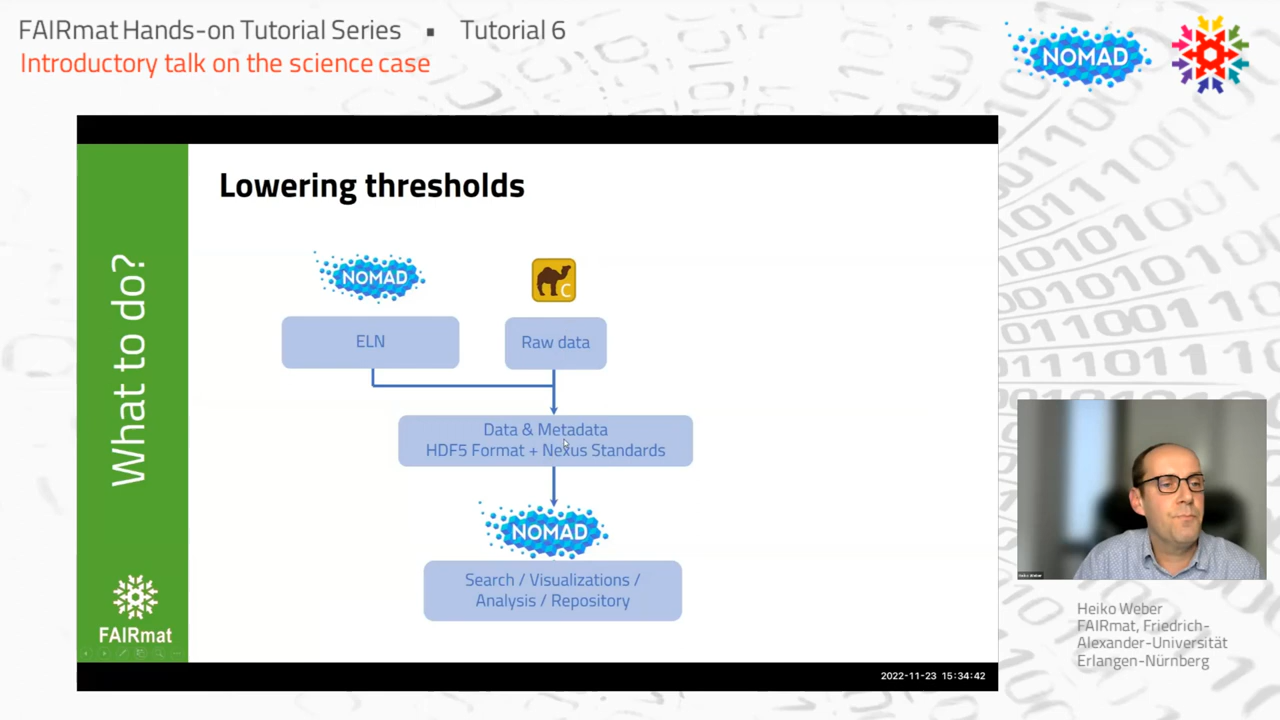 FAIRmat Hands-on Tutorial Series ▪ Tutorial 6
Introductory talk on the science case
NOMAD
What to do?
Lowering thresholds
NOMAD
C
ELN
Raw data
Data & Metadata
HDF5 Format + Nexus Standards
NOMAD
Search / Visualizations /
Analysis / Repository
FAIRmat
2022-11-23 15:34:42
Heiko Weber
FAIRmat, Friedrich-
Alexander-Universität
Erlangen-Nürnberg